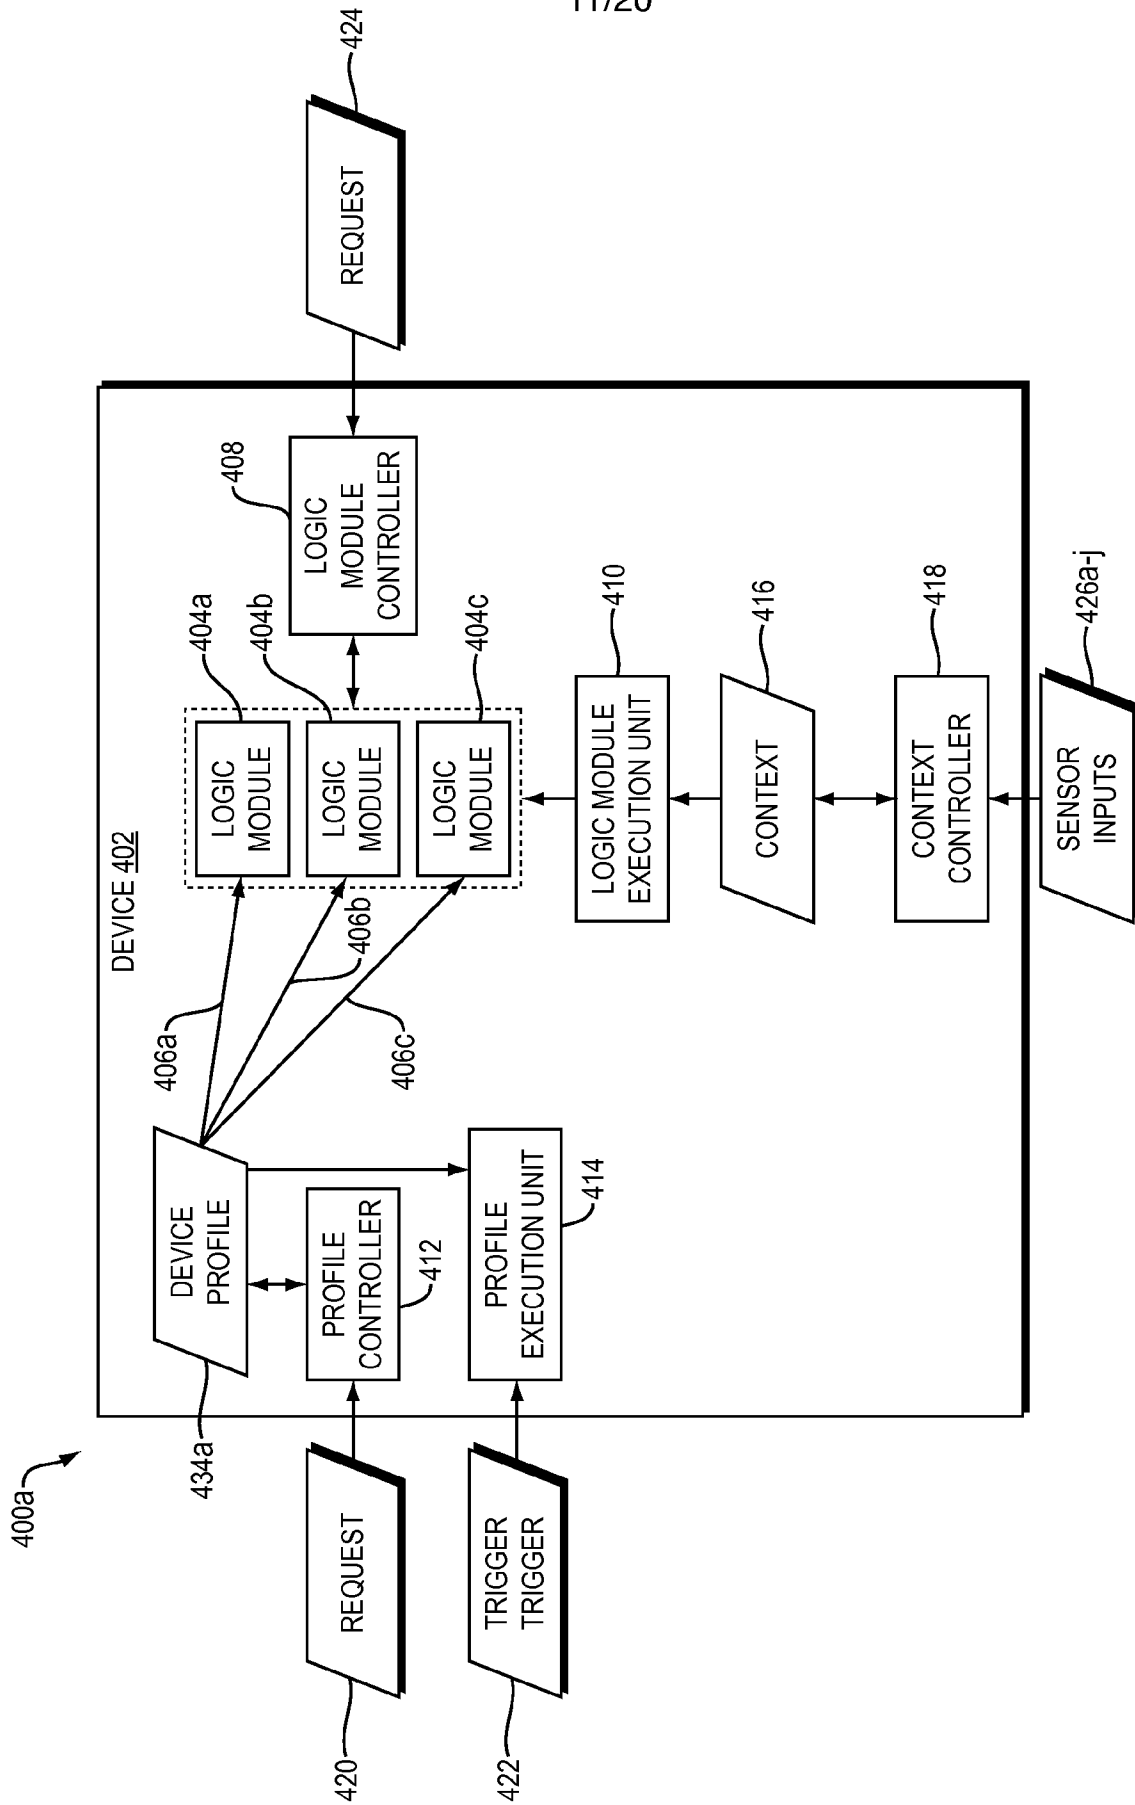 11/20
400a
DEVICE 402
434a
DEVICE
PROFILE
406a
406b
406c
LOGIC
MODULE
404a
LOGIC
MODULE
404b
LOGIC
MODULE
404c
408
LOGIC
MODULE
CONTROLLER
REQUEST
424
REQUEST
420
PROFILE
CONTROLLER
412
TRIGGER
TRIGGER
422
PROFILE
EXECUTION UNIT
414
LOGIC MODULE
EXECUTION UNIT
410
CONTEXT
416
CONTEXT
CONTROLLER
418
SENSOR
INPUTS
426a-j